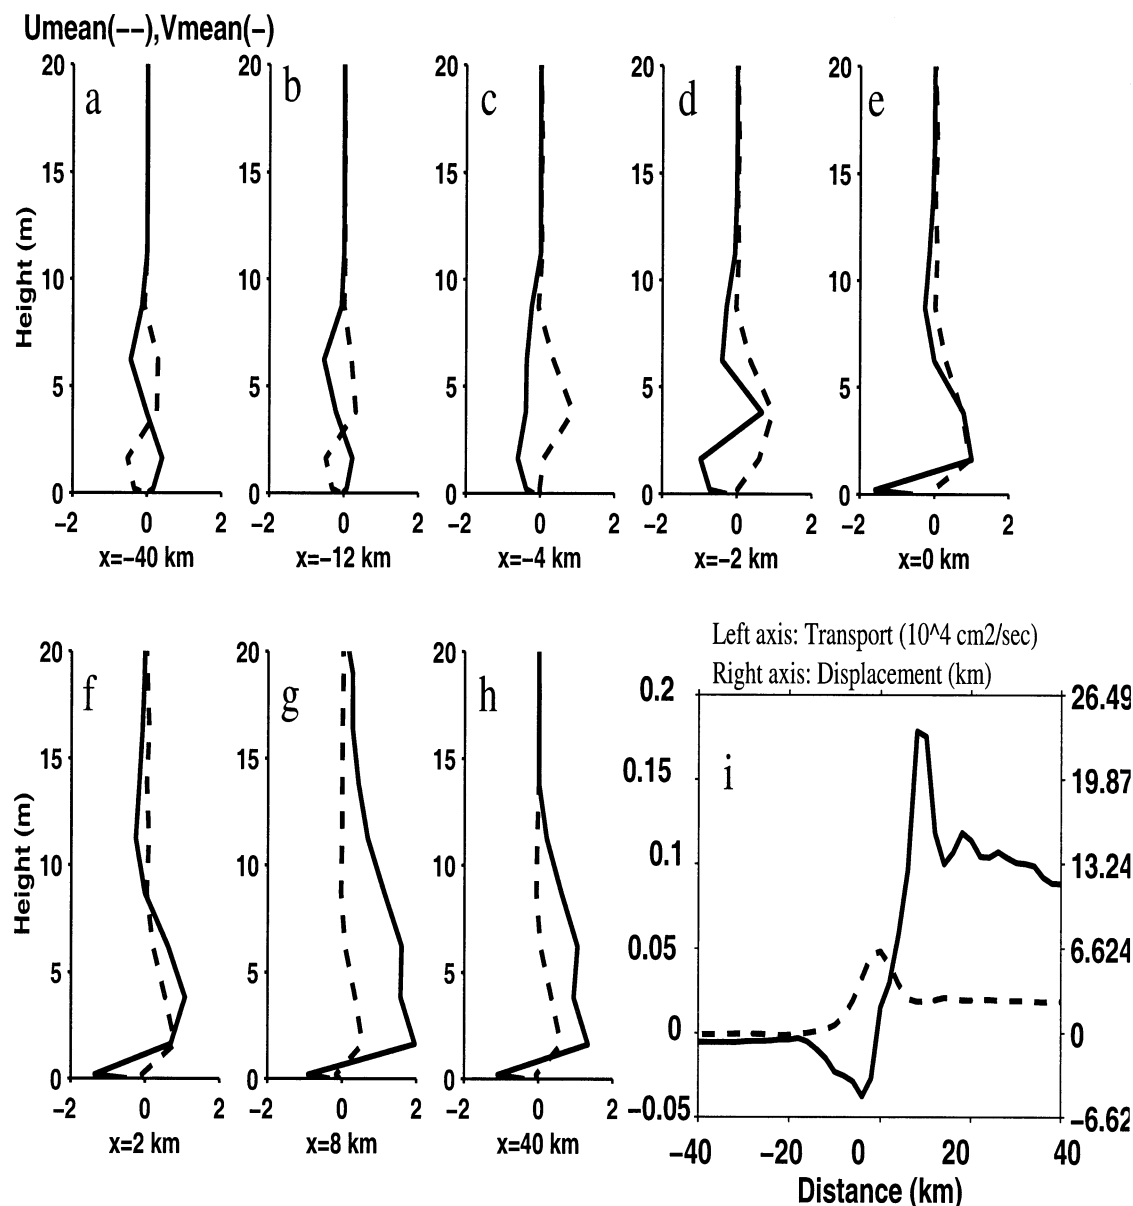 Umean(−−),Vmean(−)
20 20 20 20 20
a b c d e
15 15 15 15 15
Height (m)
10 10 10 10 10
5 5 5 5 5
0 0 0 0 0
−2 0 2 −2 0 2 −2 0 2 −2 0 2 −2 0 2
x=−40 km x=−12 km x=−4 km x=−2 km x=0 km
Left axis: Transport (10^4 cm2/sec)
Right axis: Displacement (km)
20 20 20 0.2 26.49
f g h i
15 15 15 0.15 19.87
Height (m)
10 10 10 0.1 13.24
5 5 5 0.05 6.624
0 0 0 0 0
−2 0 2 −2 0 2 −2 0 2 −0.05 −6.62
x=2 km x=8 km x=40 km
−40 −20 0 20 40
Distance (km)